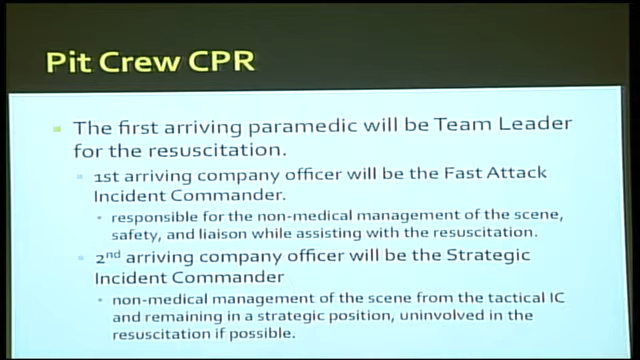 Pit Crew CPR
The first arriving paramedic will be Team Leader
for the resuscitation.
1st arriving company officer will be the Fast Attack
Incident Commander.
responsible for the non-medical management of the scene,
safety, and liaison while assisting with the resuscitation.
2nd arriving company officer will be the Strategic
Incident Commander
non-medical management of the scene from the tactical IC
and remaining in a strategic position, uninvolved in the
resuscitation if possible.